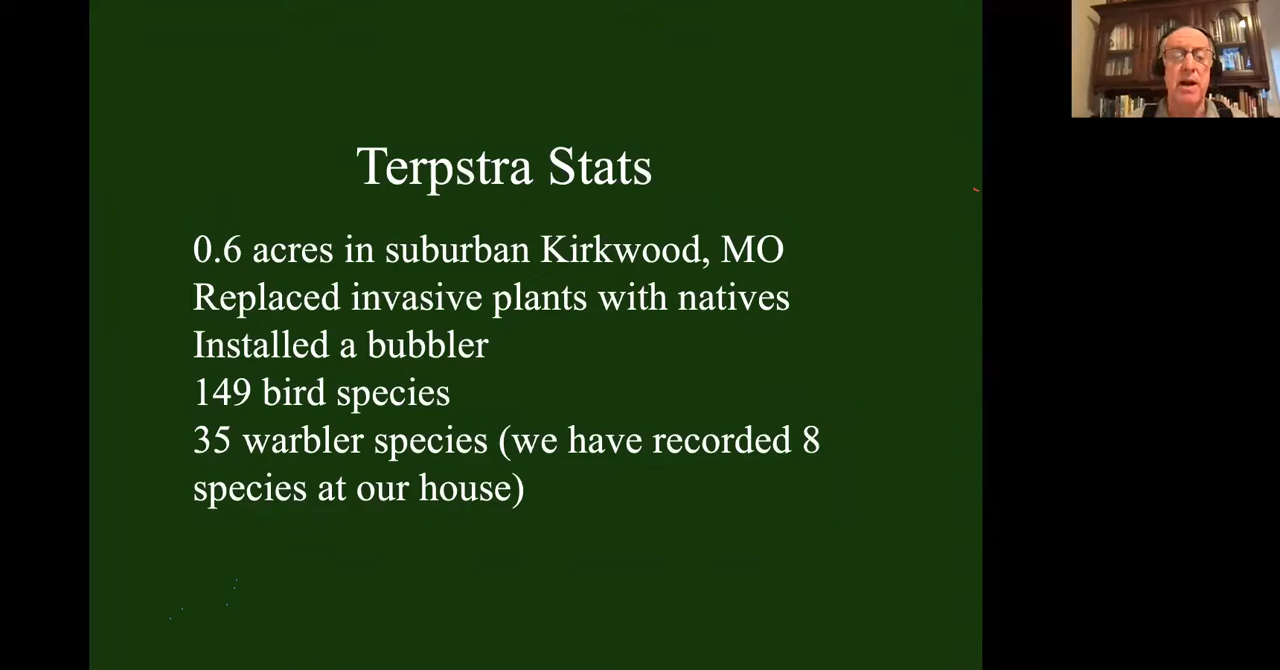 Terpstra Stats
0.6 acres in suburban Kirkwood, MO
Replaced invasive plants with natives
Installed a bubbler
149 bird species
35 warbler species (we have recorded 8
species at our house)